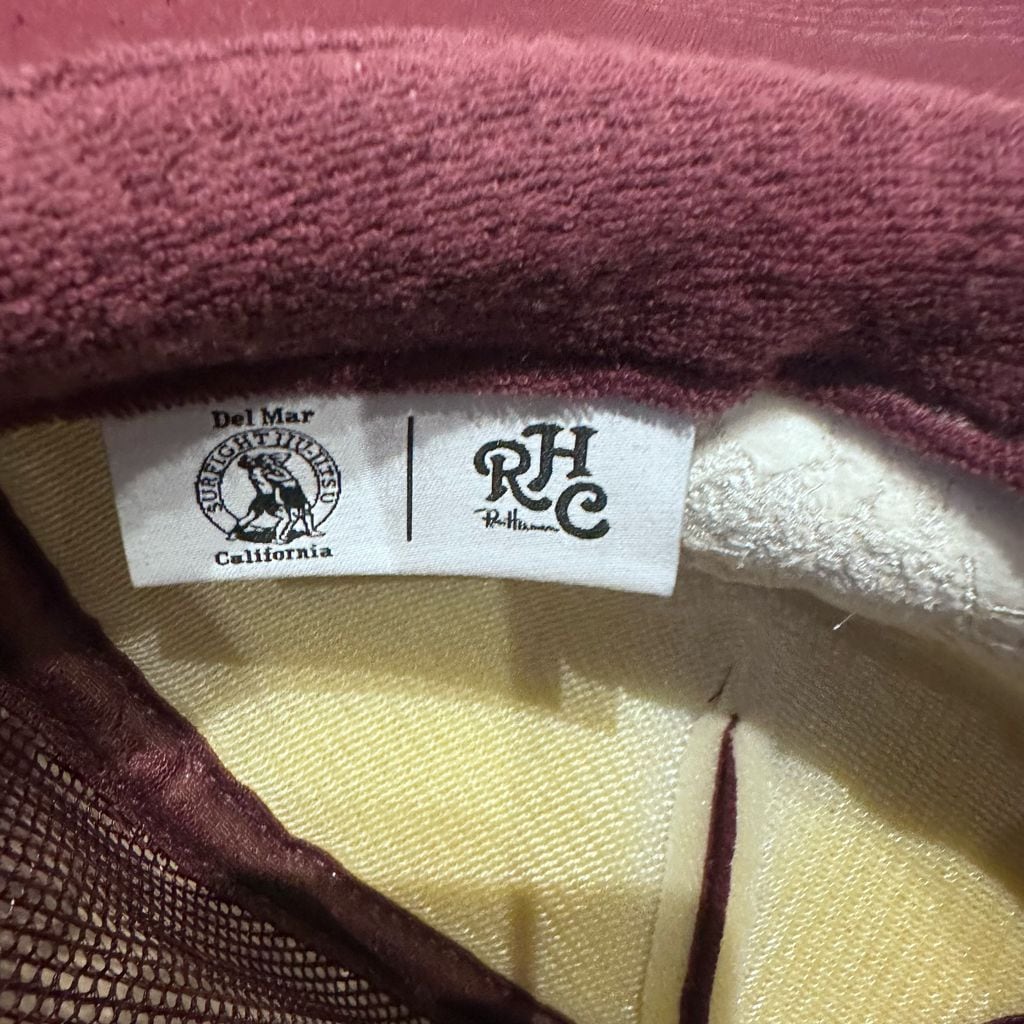 Del Mar
SURFIGHT JIUJITSU
California
RHC
Ron Herman